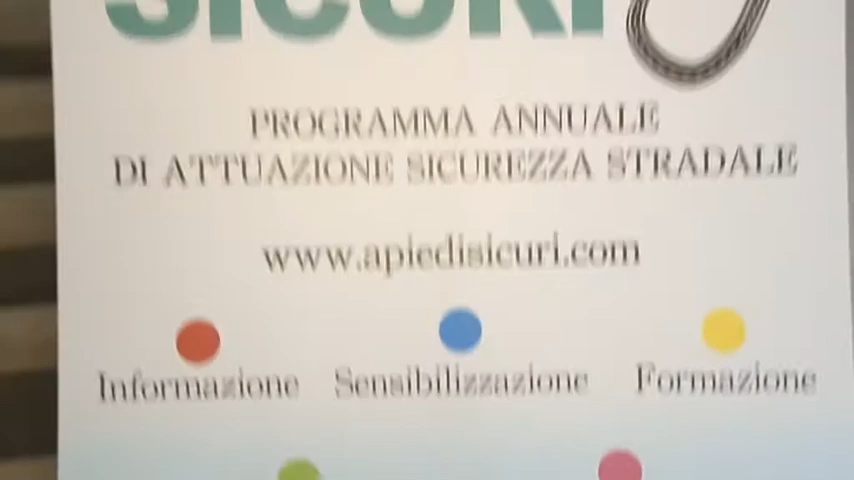 SICURI
PROGRAMMA ANNUALE
DI ATTUAZIONE SICUREZZA STRADALE
www.apiedisicuri.com
Informazione Sensibilizzazione Formazione